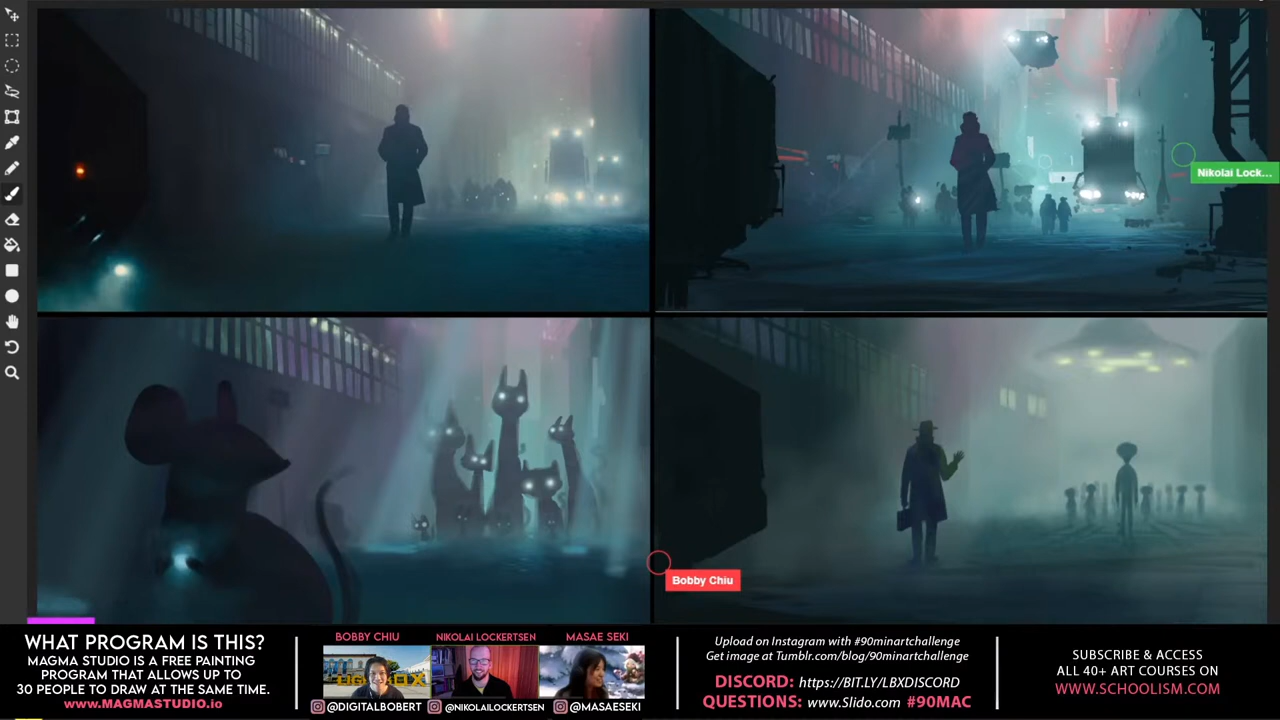 Nikolai Lock...
Bobby Chiu
WHAT PROGRAM IS THIS?
MAGMA STUDIO IS A FREE PAINTING
PROGRAM THAT ALLOWS UP TO
30 PEOPLE TO DRAW AT THE SAME TIME.
www.MAGMASTUDIO.io
BOBBY CHIU
NIKOLAI LOCKERTSEN
MASAE SEKI
@DIGITALBOBERT
@NIKOLAILOCKERTSEN
@MASAESEKI
Upload on Instagram with #90minartchallenge
Get image at Tumblr.com/blog/90minartchallenge
DISCORD: https://BIT.LY/LBXDISCORD
QUESTIONS: www.Slido.com #90MAC
SUBSCRIBE & ACCESS
ALL 40+ ART COURSES ON
WWW.SCHOOLISM.COM